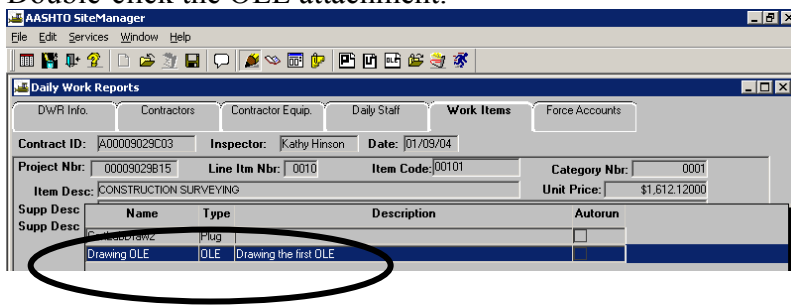 Double-click the OLE attachment.
AASHTO SiteManager
File Edit Services Window Help
Daily Work Reports
DWR Info. Contractors Contractor Equip. Daily Staff Work Items Force Accounts
Contract ID: A00009029C03 Inspector: Kathy Hinson Date: 01/09/04
Project Nbr: 00009029B15 Line Itm Nbr: 0010 Item Code: 00101 Category Nbr: 0001
Item Desc: CONSTRUCTION SURVEYING Unit Price: $1,612.12000
Supp Desc
Name Type Description Autorun
Supp Desc
Plug
Drawing OLE OLE Drawing the first OLE